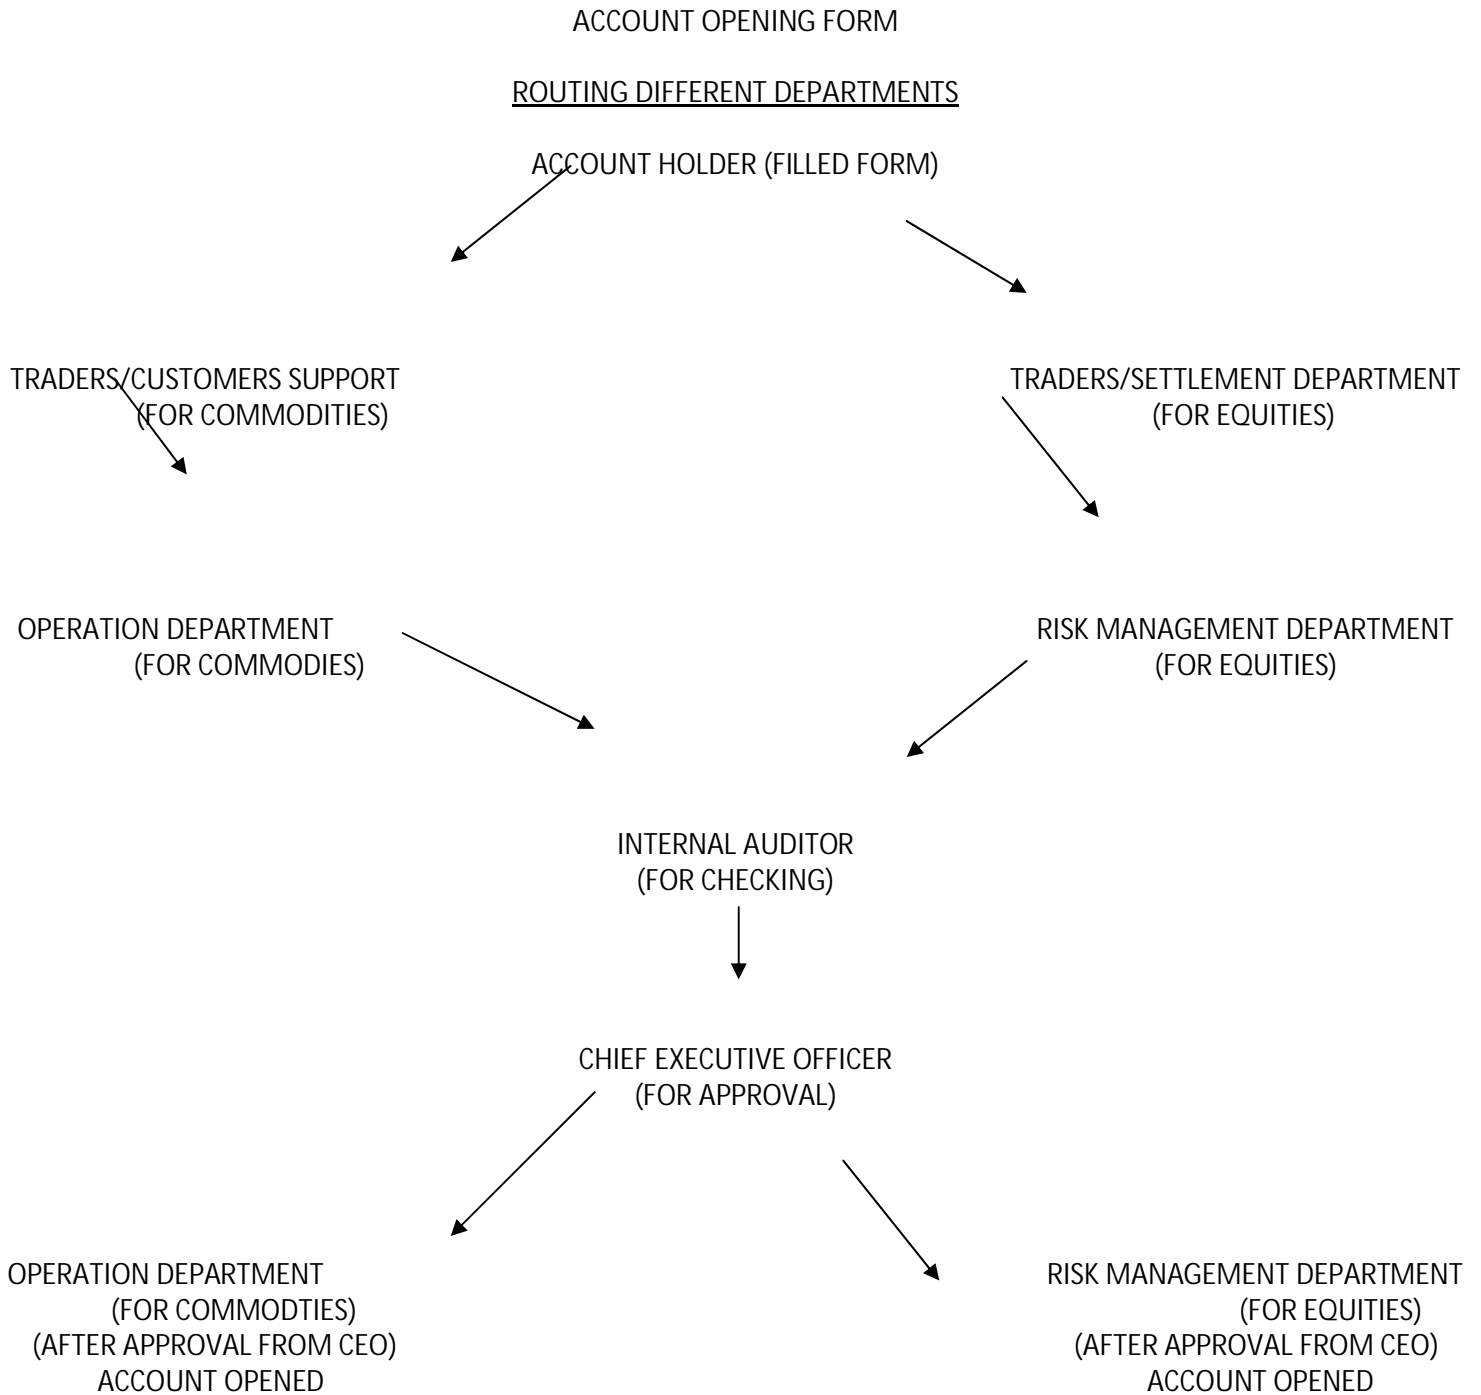 ACCOUNT OPENING FORM
ROUTING DIFFERENT DEPARTMENTS
ACCOUNT HOLDER (FILLED FORM)
TRADERS/CUSTOMERS SUPPORT
(FOR COMMODITIES)
TRADERS/SETTLEMENT DEPARTMENT
(FOR EQUITIES)
OPERATION DEPARTMENT
(FOR COMMODIES)
RISK MANAGEMENT DEPARTMENT
(FOR EQUITIES)
INTERNAL AUDITOR
(FOR CHECKING)
CHIEF EXECUTIVE OFFICER
(FOR APPROVAL)
OPERATION DEPARTMENT
(FOR COMMODTIES)
(AFTER APPROVAL FROM CEO)
ACCOUNT OPENED
RISK MANAGEMENT DEPARTMENT
(FOR EQUITIES)
(AFTER APPROVAL FROM CEO)
ACCOUNT OPENED